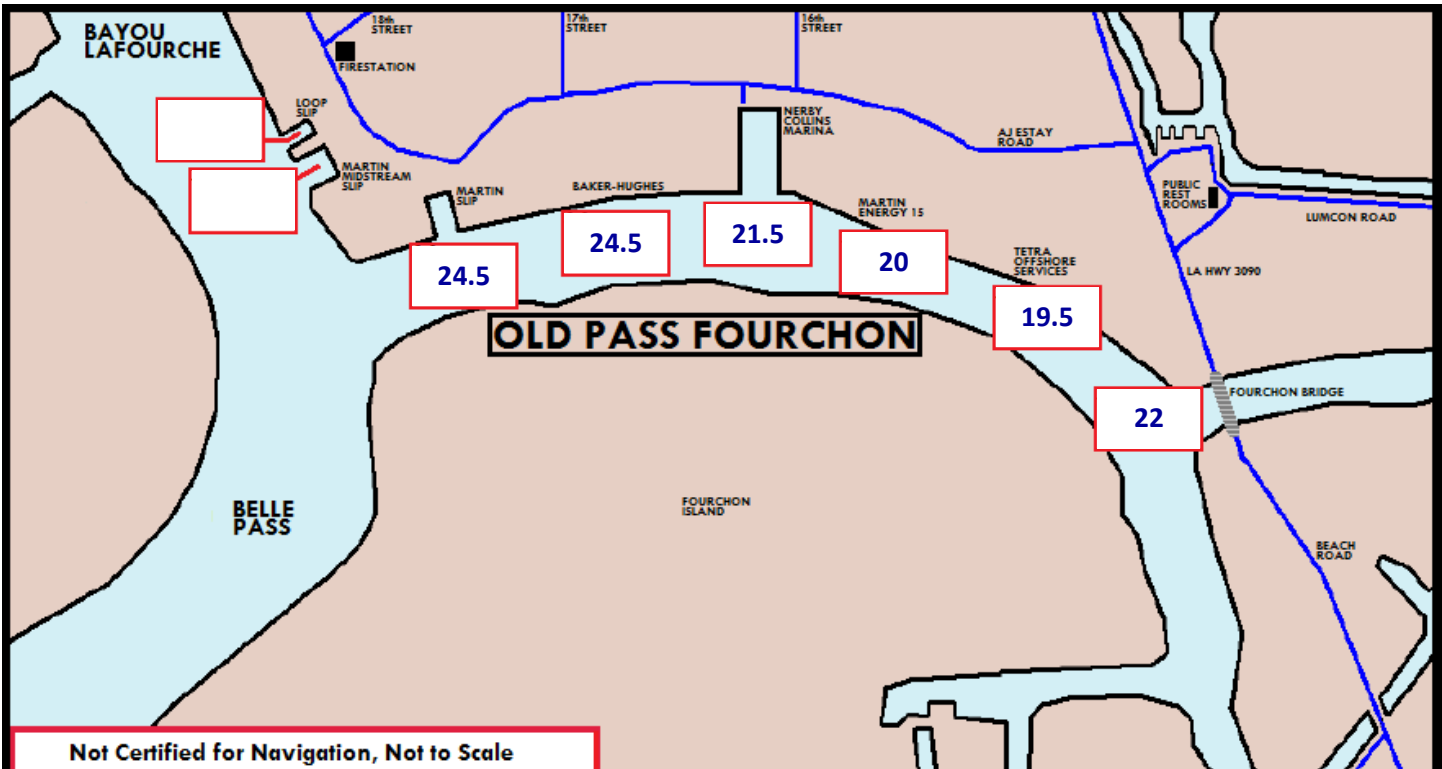 BAYOU
LAFOURCHE
18th
STREET
FIRESTATION
17th
STREET
16th
STREET
LOOP
SLIP
MARTIN
MIDSTREAM
SLIP
MARTIN
SLIP
BAKER-HUGHES
NERBY
COLLINS
MARINA
AJ ESTAY
ROAD
MARTIN
ENERGY 15
PUBLIC
REST
ROOMS
LUMCON ROAD
TETRA
OFFSHORE
SERVICES
LA HWY 3090
24.5
24.5
21.5
20
19.5
22
OLD PASS FOURCHON
FOURCHON BRIDGE
BELLE
PASS
FOURCHON
ISLAND
BEACH
ROAD
Not Certified for Navigation, Not to Scale